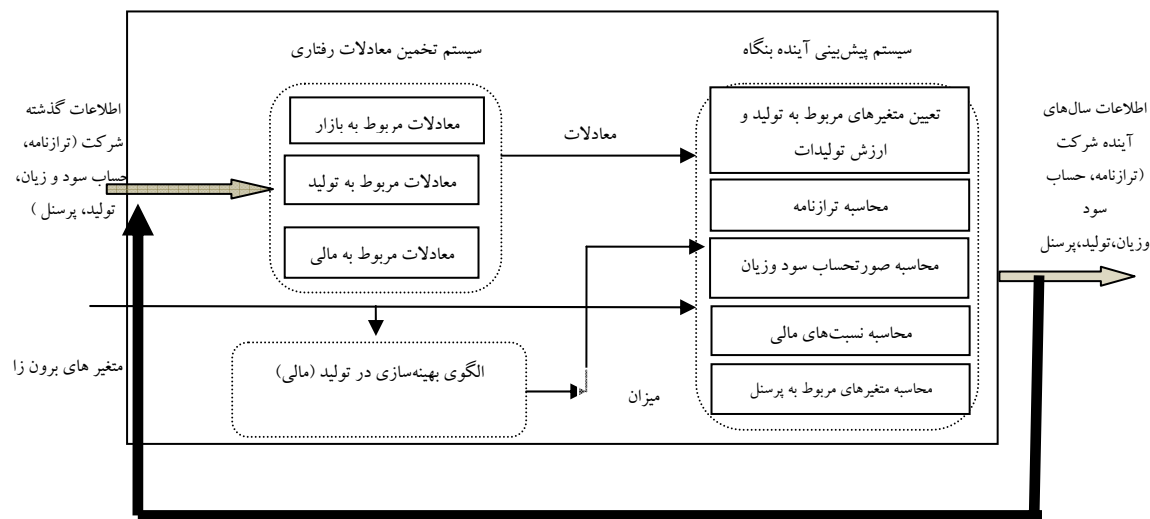 سیستم پیش‌بینی آینده بنگاه
سیستم تخمین معادلات رفتاری
اطلاعات سال‌های
آینده شرکت
(ترازنامه، حساب
سود
وزیان،تولید،پرسنل
تعیین متغیرهای مربوط به تولید و
ارزش تولیدات
محاسبه ترازنامه
محاسبه صورتحساب سود وزیان
محاسبه نسبت‌های مالی
محاسبه متغیرهای مربوط به پرسنل
معادلات
میزان
معادلات مربوط به بازار
معادلات مربوط به تولید
معادلات مربوط به مالی
الگوی بهینه‌سازی در تولید (مالی)
اطلاعات گذشته
شرکت (ترازنامه،
حساب سود و زیان،
تولید، پرسنل )
متغیر های برون زا